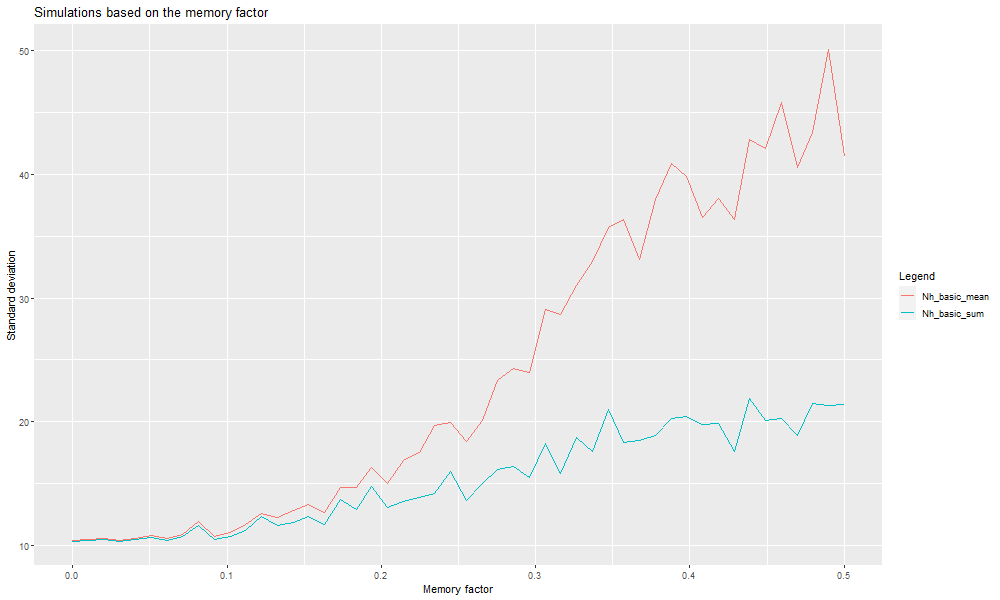 Simulations based on the memory factor
Standard deviation
50
40
30
20
10
0.0
0.1
0.2
0.3
0.4
0.5
Memory factor
Legend
Nh_basic_mean
Nh_basic_sum